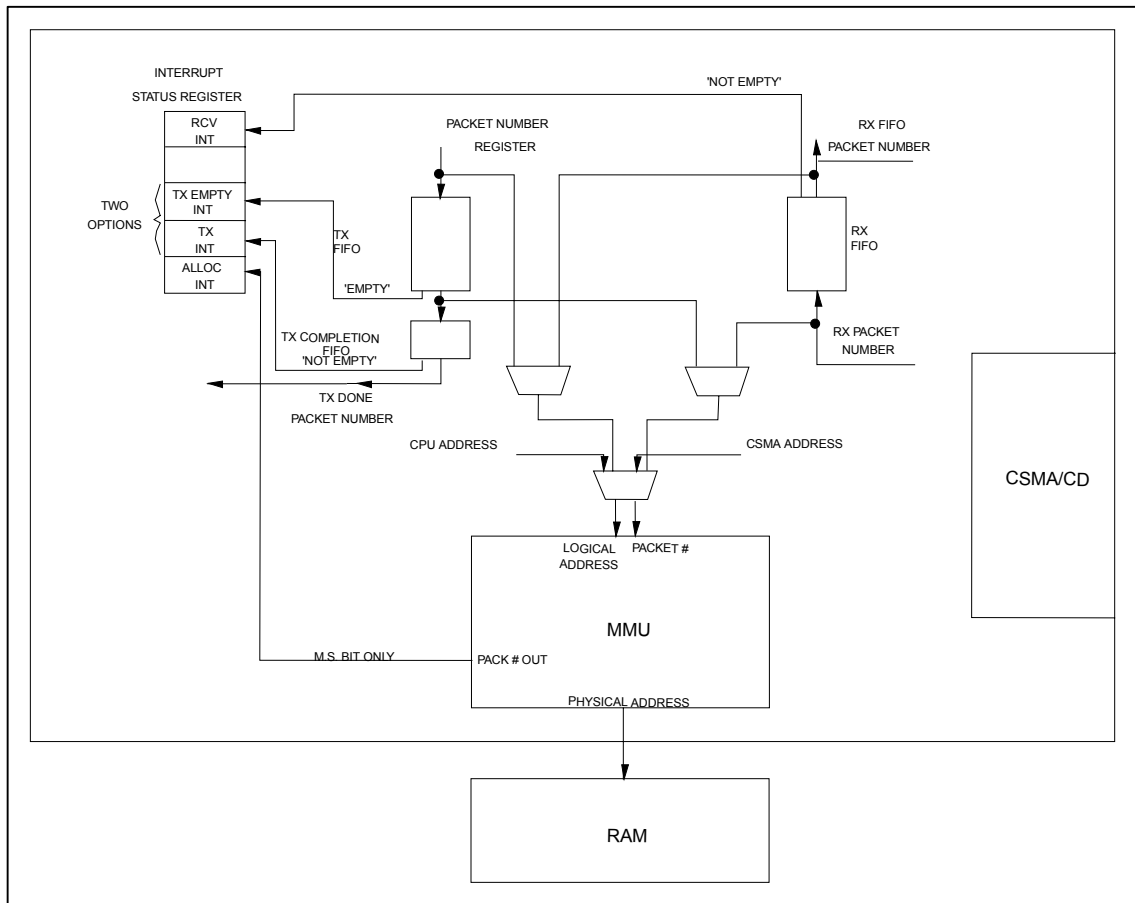 INTERRUPT
STATUS REGISTER
RCV
INT
TX EMPTY
INT
TX
INT
ALLOC
INT
TWO
OPTIONS
'NOT EMPTY'
PACKET NUMBER
REGISTER
RX FIFO
PACKET NUMBER
TX
FIFO
RX
FIFO
'EMPTY'
TX COMPLETION
FIFO
'NOT EMPTY'
RX PACKET
NUMBER
TX DONE
PACKET NUMBER
CPU ADDRESS
CSMA ADDRESS
CSMA/CD
LOGICAL
ADDRESS
PACKET #
MMU
M.S. BIT ONLY
PACK # OUT
PHYSICAL ADDRESS
RAM